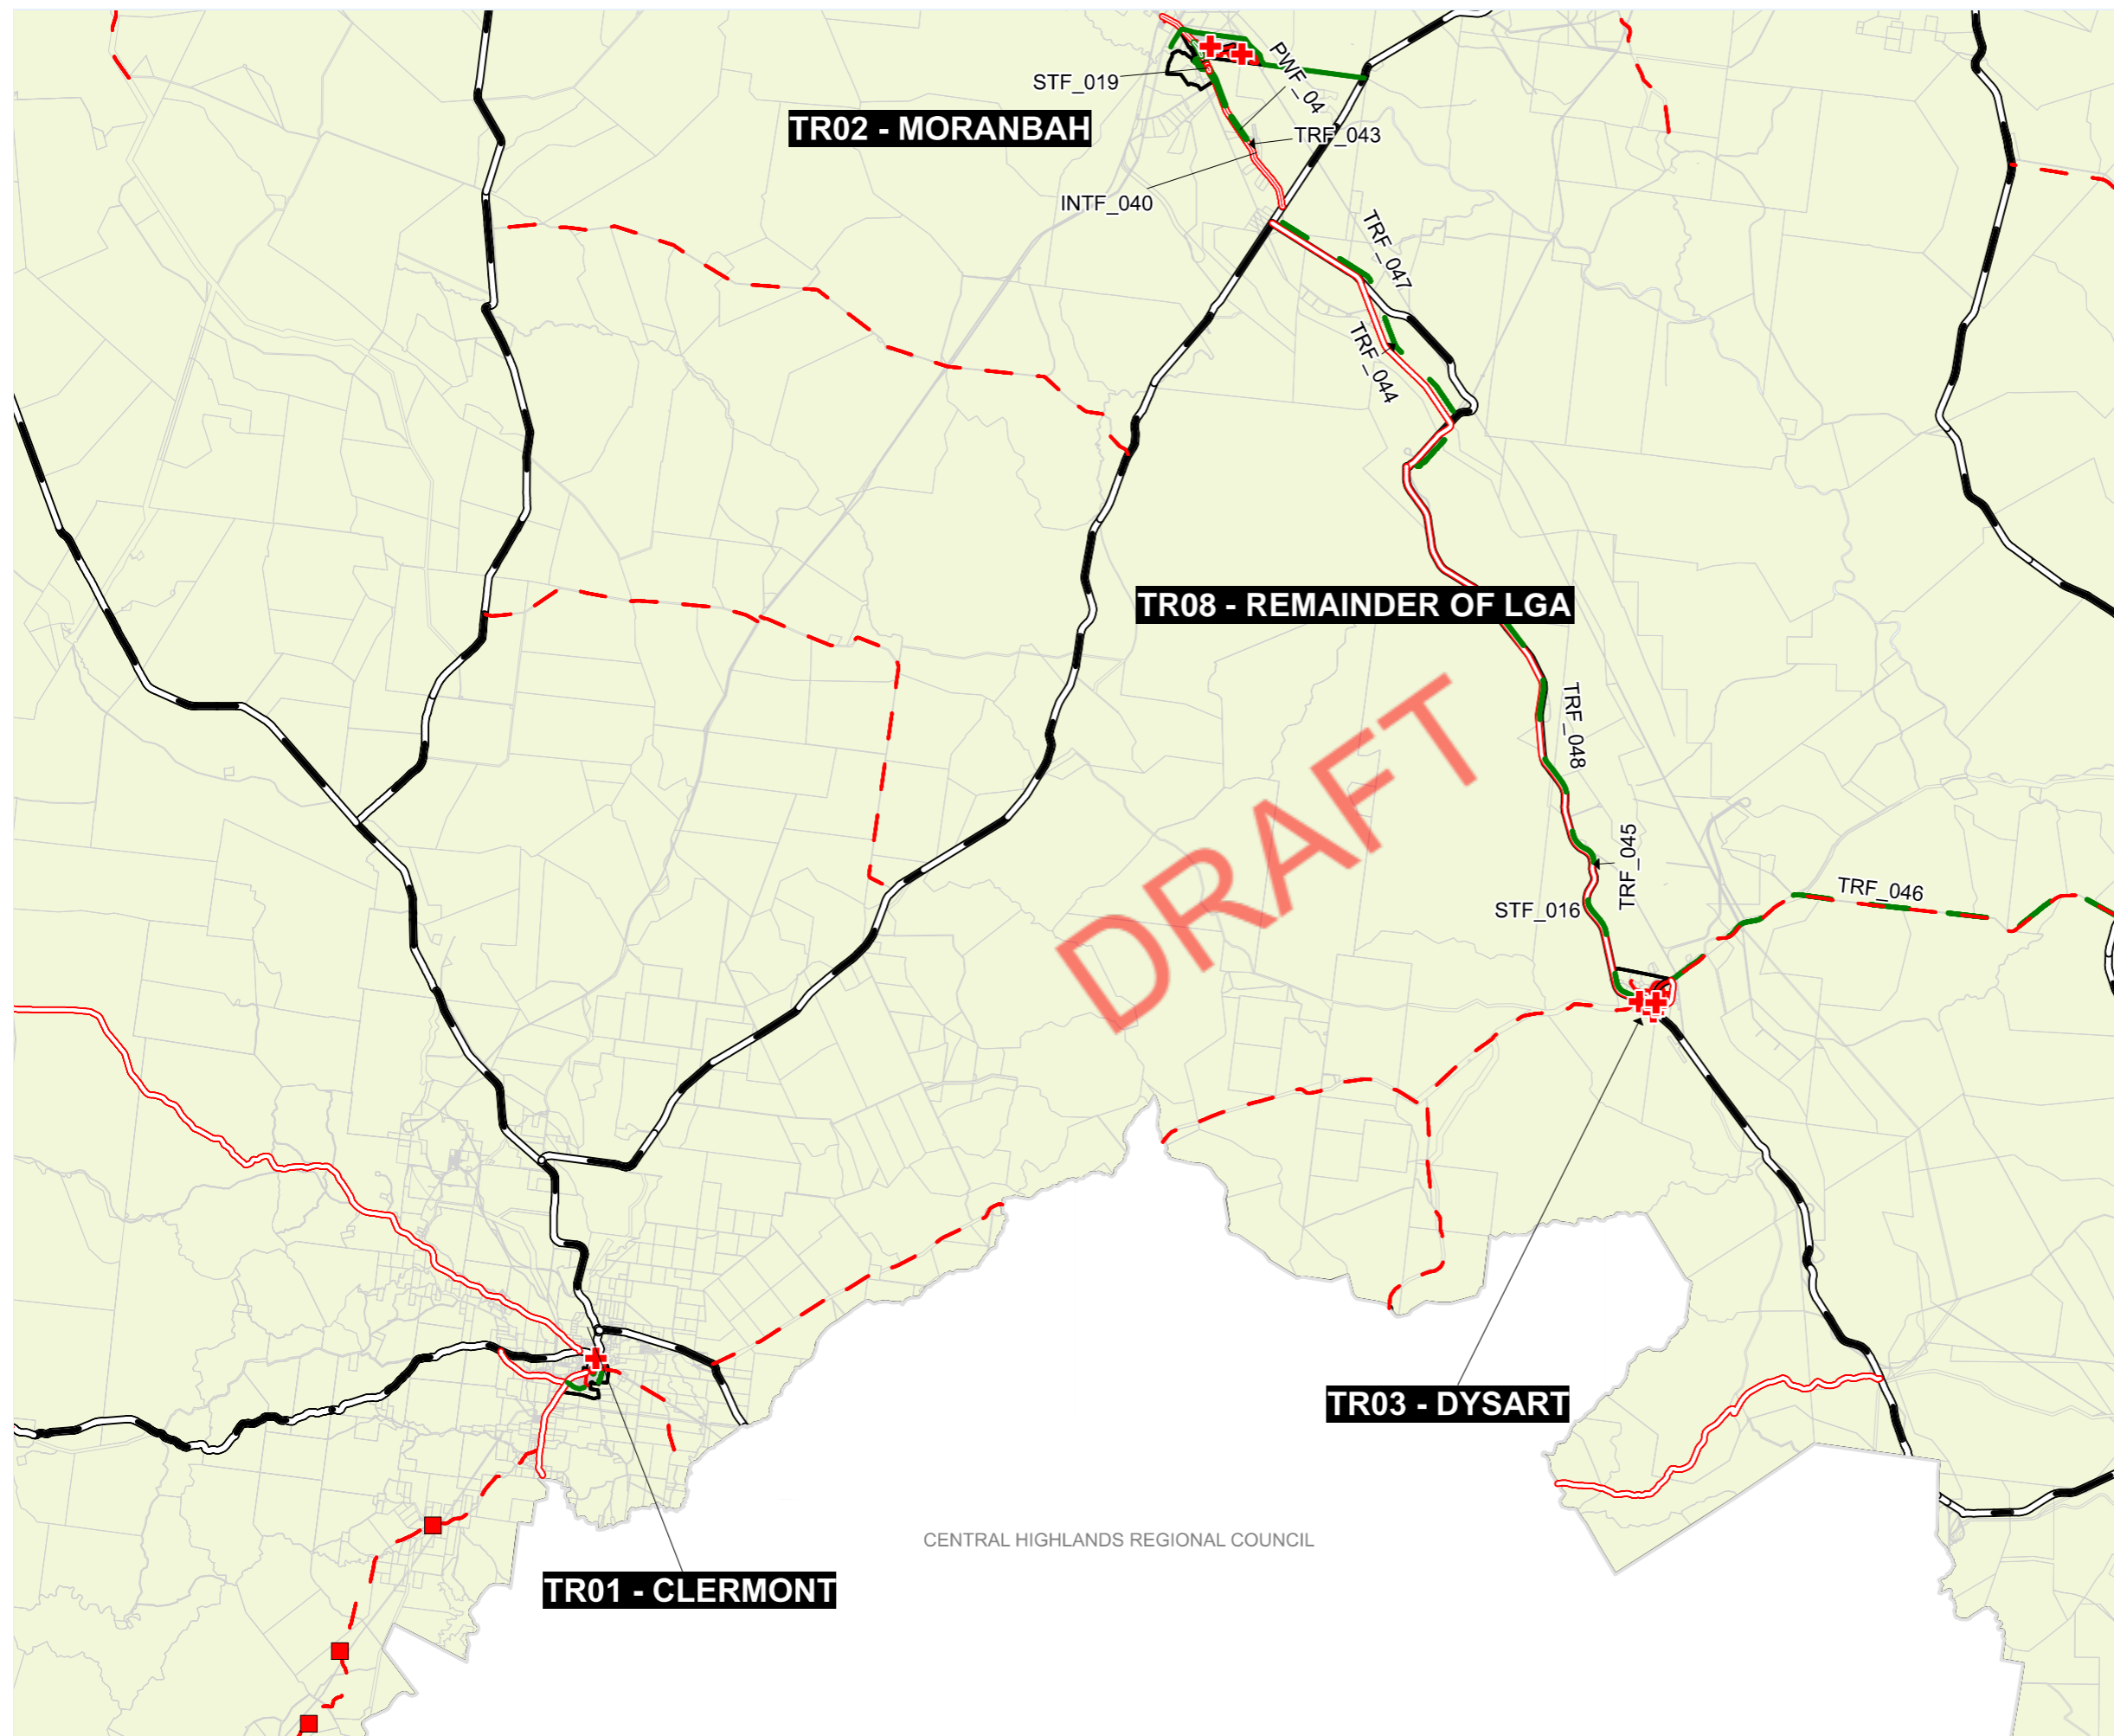 STF_019
PWF_04
TR02 - MORANBAH
TRF_043
INTF_040
TRF_047
TRF_044
TR08 - REMAINDER OF LGA
TRF_048
DRAFT
TRF_045
TRF_046
STF_016
TR03 - DYSART
CENTRAL HIGHLANDS REGIONAL COUNCIL
TR01 - CLERMONT